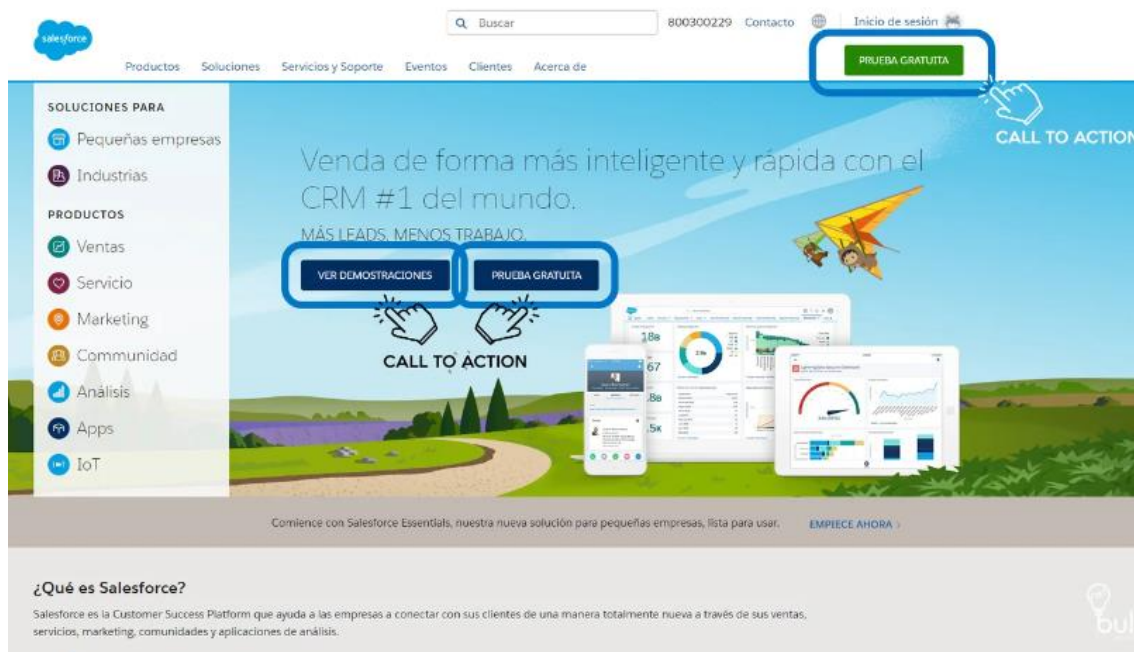 salesforce
Buscar
800300229 Contacto
Inicio de sesión
Productos Soluciones Servicios y Soporte Eventos Clientes Acerca de
PRUEBA GRATUITA
CALL TO ACTION
SOLUCIONES PARA
Pequeñas empresas
Industrias
PRODUCTOS
Ventas
Servicio
Marketing
Communidad
Análisis
Apps
IoT
Venda de forma más inteligente y rápida con el
CRM #1 del mundo.
MÁS LEADS, MENOS TRABAJO.
VER DEMOSTRACIONES
PRUEBA GRATUITA
CALL TO ACTION
Comience con Salesforce Essentials, nuestra nueva solución para pequeñas empresas, lista para usar. EMPIECE AHORA >
¿Qué es Salesforce?
Salesforce es la Customer Success Platform que ayuda a las empresas a conectar con sus clientes de una manera totalmente nueva a través de sus ventas,
servicios, marketing, comunidades y aplicaciones de análisis.